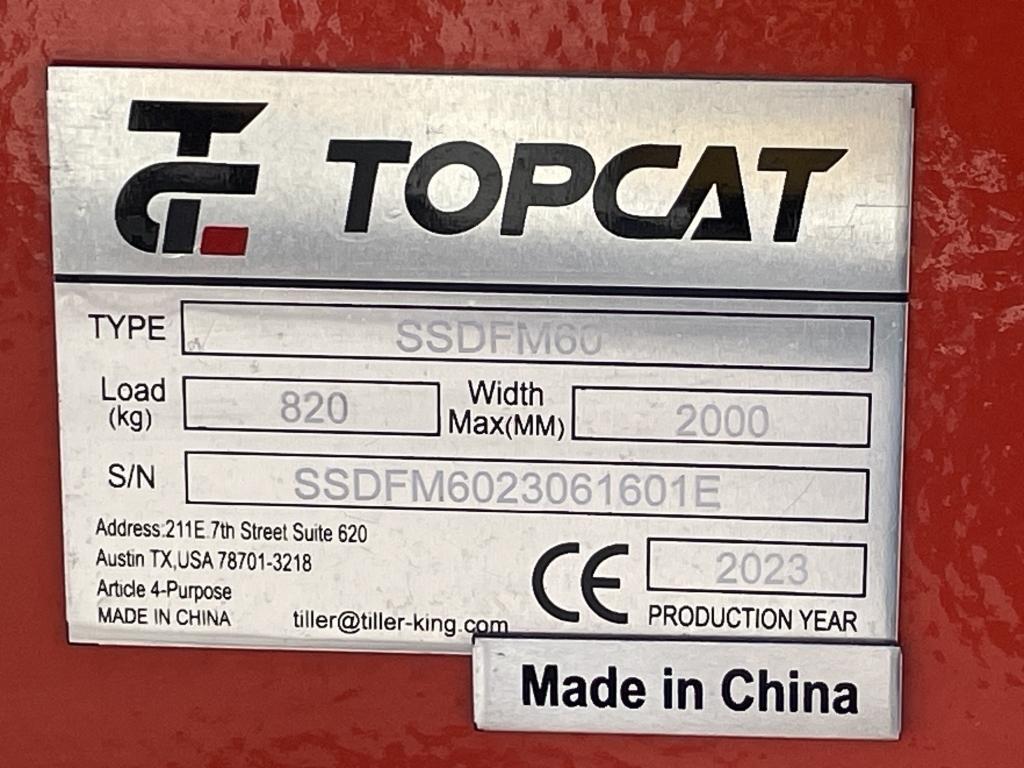 TOPCAT
TYPE SSDFM60
Load (kg) 820 Width Max(MM) 2000
S/N SSDFM6023061601E
Address:211E 7th Street Suite 620
Austin TX,USA 78701-3218
Article 4-Purpose
MADE IN CHINA tiller@tiller-king.com
CE 2023
PRODUCTION YEAR
Made in China